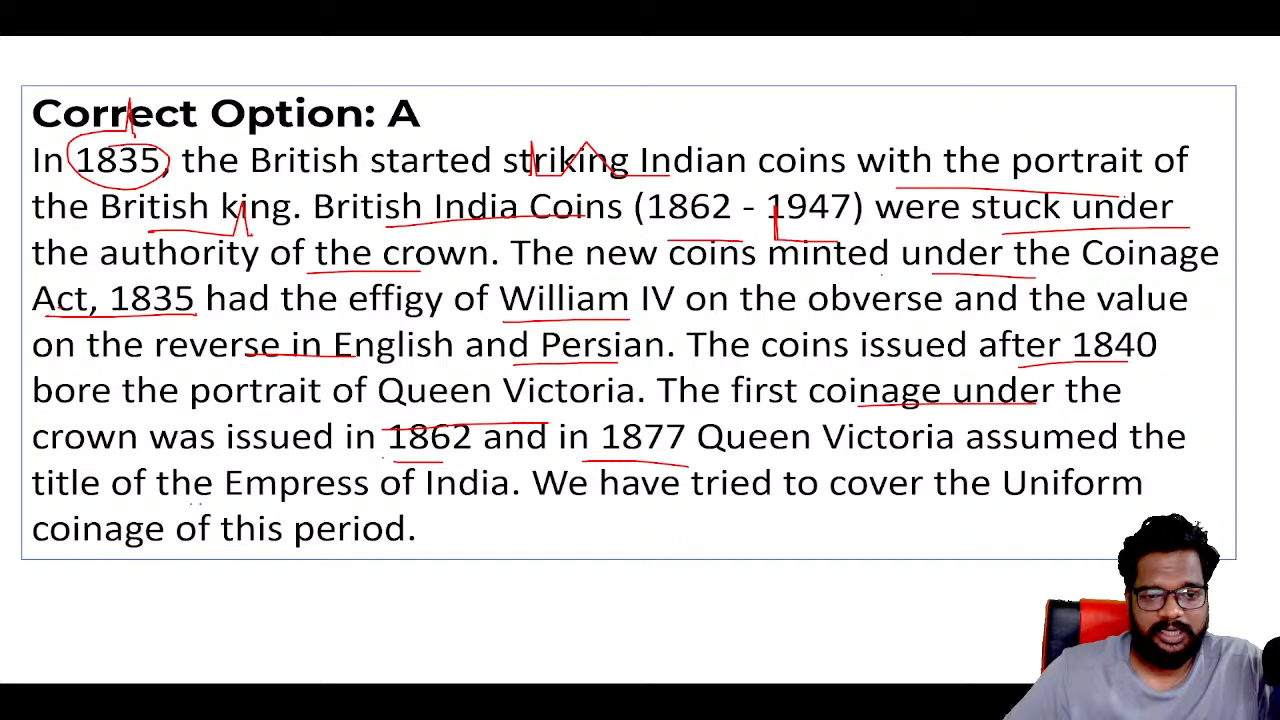 Correct Option: A
In 1835, the British started striking Indian coins with the portrait of
the British king. British India Coins (1862 - 1947) were stuck under
the authority of the crown. The new coins minted under the Coinage
Act, 1835 had the effigy of William IV on the obverse and the value
on the reverse in English and Persian. The coins issued after 1840
bore the portrait of Queen Victoria. The first coinage under the
crown was issued in 1862 and in 1877 Queen Victoria assumed the
title of the Empress of India. We have tried to cover the Uniform
coinage of this period.